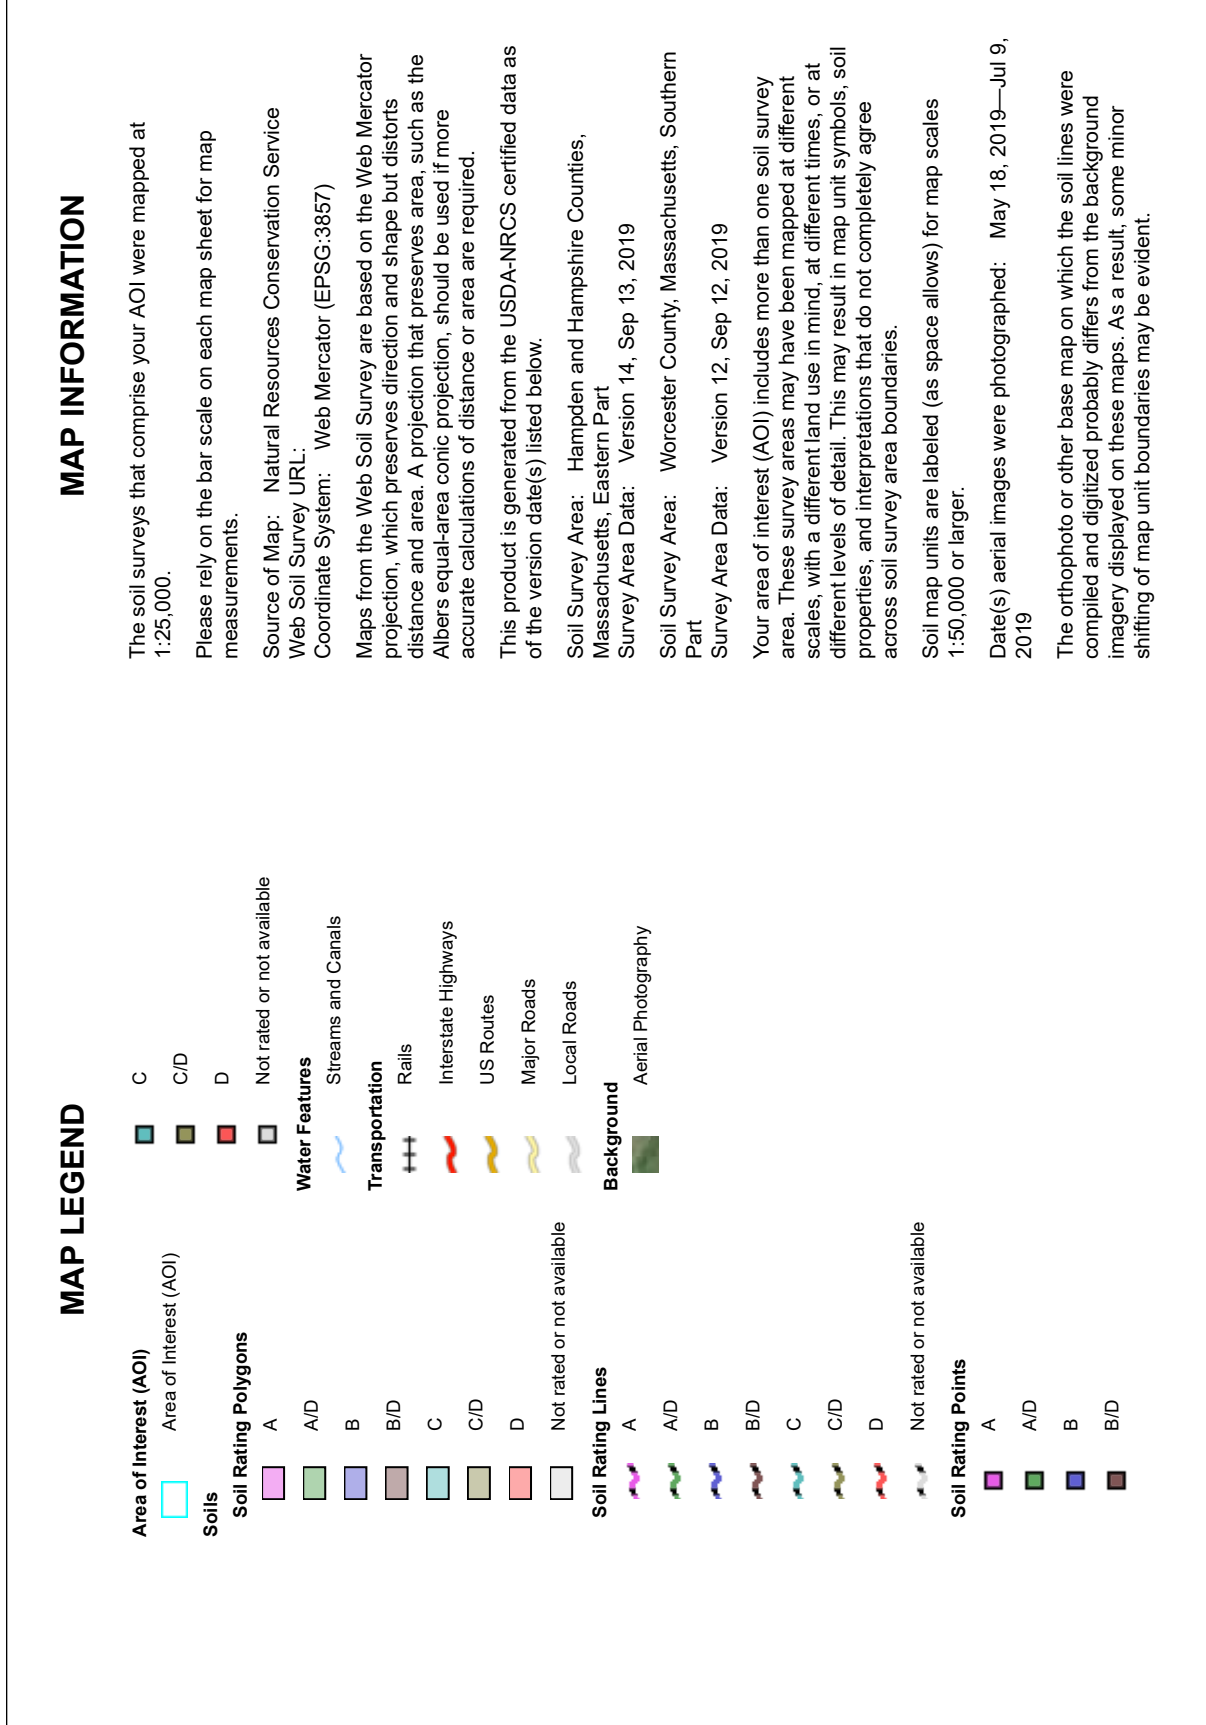 MAP LEGEND
Area of Interest (AOI)
Area of Interest (AOI)
Soils
Soil Rating Polygons
A
A/D
B
B/D
C
C/D
D
Not rated or not available
Soil Rating Lines
A
A/D
B
B/D
C
C/D
D
Not rated or not available
Soil Rating Points
A
A/D
B
B/D
C
C/D
D
Not rated or not available
Water Features
Streams and Canals
Transportation
Rails
Interstate Highways
US Routes
Major Roads
Local Roads
Background
Aerial Photography
MAP INFORMATION
The soil surveys that comprise your AOI were mapped at
1:25,000.
Please rely on the bar scale on each map sheet for map
measurements.
Source of Map: Natural Resources Conservation Service
Web Soil Survey URL:
Coordinate System: Web Mercator (EPSG:3857)
Maps from the Web Soil Survey are based on the Web Mercator
projection, which preserves direction and shape but distorts
distance and area. A projection that preserves area, such as the
Albers equal-area conic projection, should be used if more
accurate calculations of distance or area are required.
This product is generated from the USDA-NRCS certified data as
of the version date(s) listed below.
Soil Survey Area: Hampden and Hampshire Counties,
Massachusetts, Eastern Part
Survey Area Data: Version 14, Sep 13, 2019
Soil Survey Area: Worcester County, Massachusetts, Southern
Part
Survey Area Data: Version 12, Sep 12, 2019
Your area of interest (AOI) includes more than one soil survey
area. These survey areas may have been mapped at different
scales, with a different land use in mind, at different times, or at
different levels of detail. This may result in map unit symbols, soil
properties, and interpretations that do not completely agree
across soil survey area boundaries.
Soil map units are labeled (as space allows) for map scales
1:50,000 or larger.
Date(s) aerial images were photographed: May 18, 2019—Jul 9,
2019
The orthophoto or other base map on which the soil lines were
compiled and digitized probably differs from the background
imagery displayed on these maps. As a result, some minor
shifting of map unit boundaries may be evident.